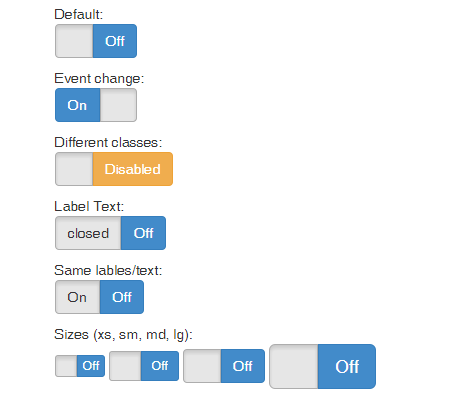 Default:
Off
Event change:
On
Different classes:
Disabled
Label Text:
closed Off
Same lables/text:
On Off
Sizes (xs, sm, md, lg):
Off Off Off Off